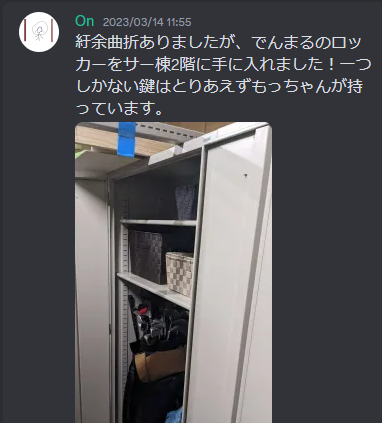 On 2023/03/14 11:55
紆余曲折ありましたが、でんまるのロッ
カーをサー棟2階に手に入れました！一つ
しかない鍵はとりあえずもっちゃんが持
っています。